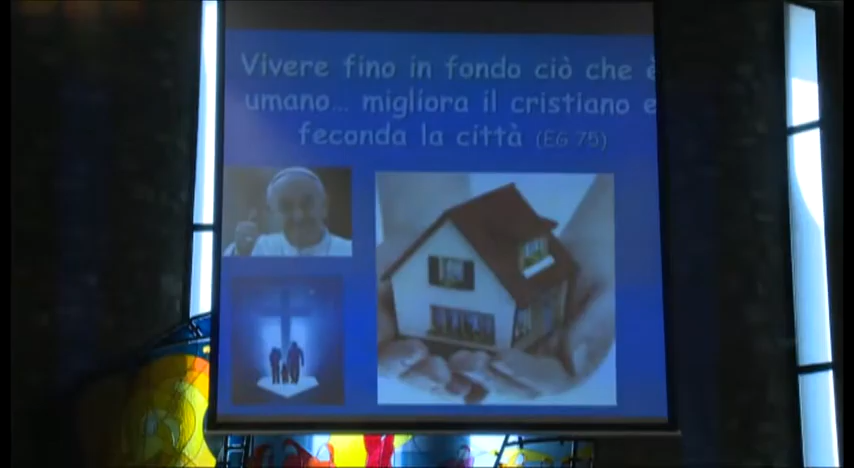 Vivere fino in fondo ciò che è
umano... migliora il cristiano e
feconda la città (EG 75)